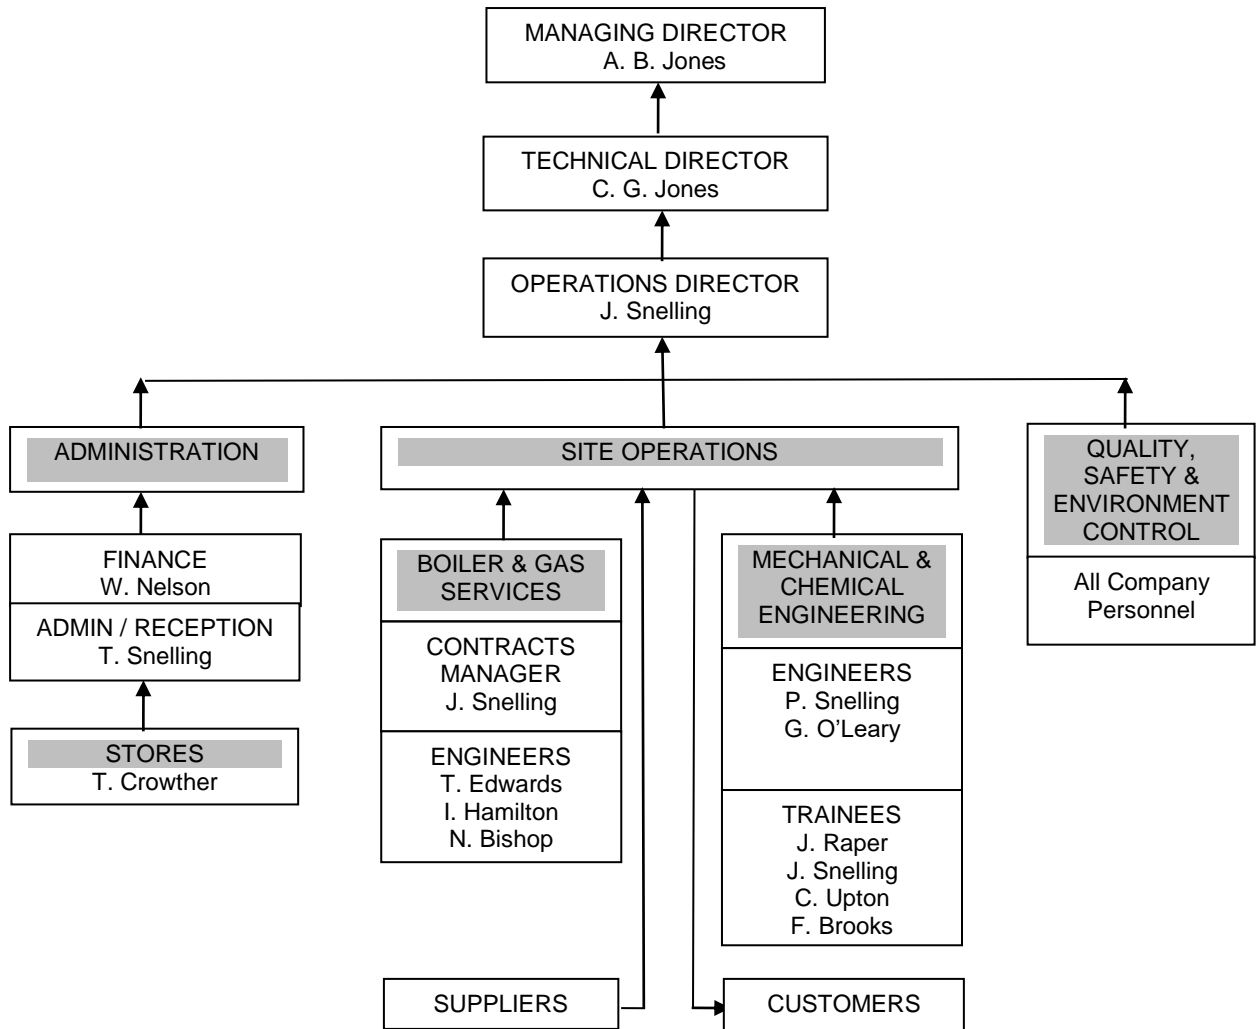 MANAGING DIRECTOR
A. B. Jones
TECHNICAL DIRECTOR
C. G. Jones
OPERATIONS DIRECTOR
J. Snelling
ADMINISTRATION
FINANCE
W. Nelson
ADMIN / RECEPTION
T. Snelling
STORES
T. Crowther
SITE OPERATIONS
BOILER & GAS
SERVICES
CONTRACTS
MANAGER
J. Snelling
ENGINEERS
T. Edwards
I. Hamilton
N. Bishop
MECHANICAL &
CHEMICAL
ENGINEERING
ENGINEERS
P. Snelling
G. O’Leary
TRAINEES
J. Raper
J. Snelling
C. Upton
F. Brooks
QUALITY,
SAFETY &
ENVIRONMENT
CONTROL
All Company
Personnel
SUPPLIERS
CUSTOMERS